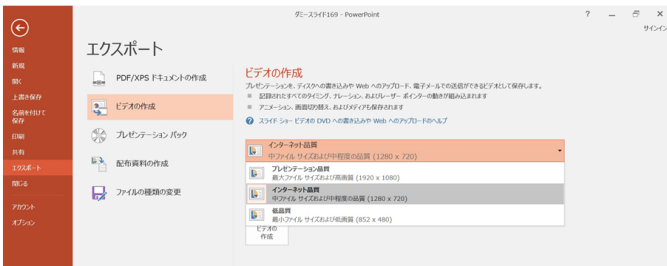 ダミースライド169 - PowerPoint
?
サインイン
情報
新規
開く
上書き保存
名前を付けて
保存
印刷
共有
エクスポート
閉じる
アカウント
オプション
エクスポート
PDF/XPS ドキュメントの作成
ビデオの作成
プレゼンテーション パック
配布資料の作成
ファイルの種類の変更
ビデオの作成
プレゼンテーションを、ディスクへの書き込みや Web へのアップロード、電子メールでの送信ができるビデオとして保存します。
記録されたすべてのタイミング、ナレーション、およびレーザー ポインターの動きが組み込まれます
アニメーション、画面切り替え、およびメディアも保存されます
スライド ショー ビデオの DVD への書き込みや Web へのアップロードのヘルプ
インターネット品質
中ファイル サイズおよび中程度の品質 (1280 x 720)
プレゼンテーション品質
最大ファイル サイズおよび高画質 (1920 x 1080)
インターネット品質
中ファイル サイズおよび中程度の品質 (1280 x 720)
低品質
最小ファイル サイズおよび低画質 (852 x 480)
ビデオの
作成